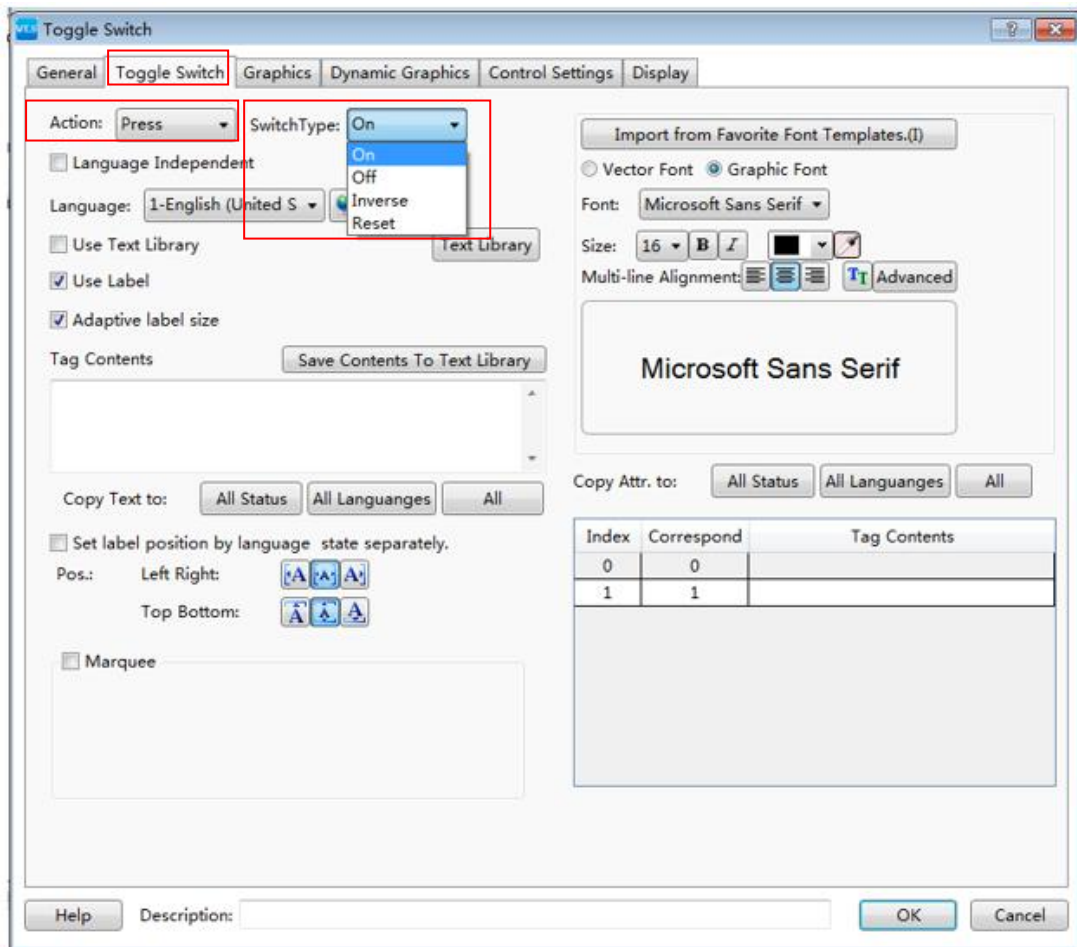 Toggle Switch
General Toggle Switch Graphics Dynamic Graphics Control Settings Display
Action: Press SwitchType: On
On
Off
Inverse
Reset
Language Independent
Language: 1-English (United S
Use Text Library Text Library
Use Label
Adaptive label size
Tag Contents Save Contents To Text Library
Copy Text to: All Status All Languanges All
Set label position by language state separately.
Pos.: Left Right: A A A
Top Bottom: A A A
Marquee
Import from Favorite Font Templates.(I)
Vector Font Graphic Font
Font: Microsoft Sans Serif
Size: 16 B I
Multi-line Alignment: TT Advanced
Microsoft Sans Serif
Copy Attr. to: All Status All Languanges All
Index Correspond Tag Contents
0 0
1 1
Help Description: OK Cancel